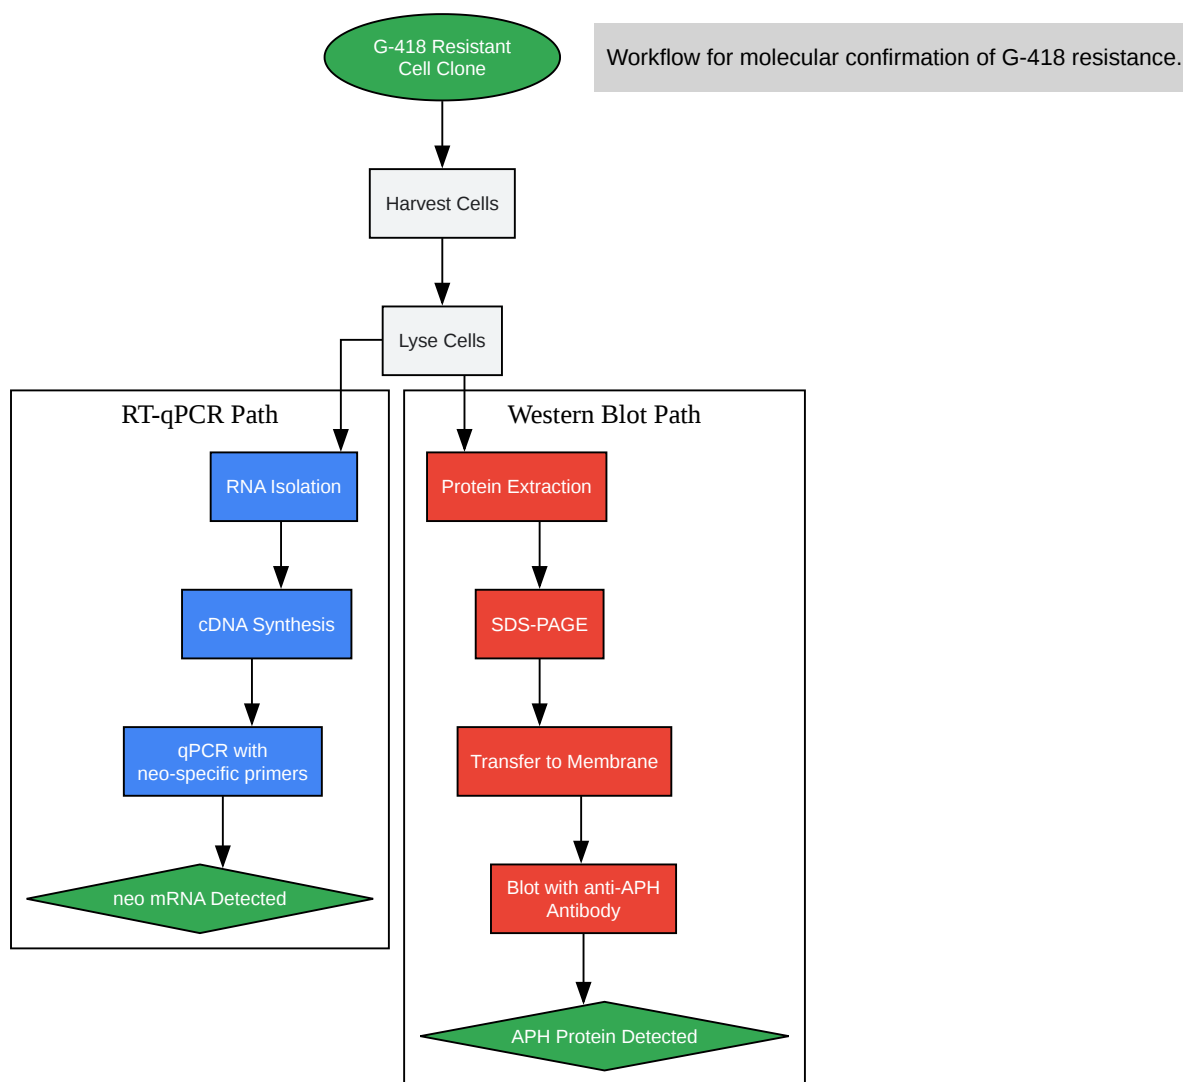 G-418 Resistant
Cell Clone
Workflow for molecular confirmation of G-418 resistance.
Harvest Cells
Lyse Cells
RT-qPCR Path
RNA Isolation
cDNA Synthesis
qPCR with
neo-specific primers
neo mRNA Detected
Western Blot Path
Protein Extraction
SDS-PAGE
Transfer to Membrane
Blot with anti-APH
Antibody
APH Protein Detected